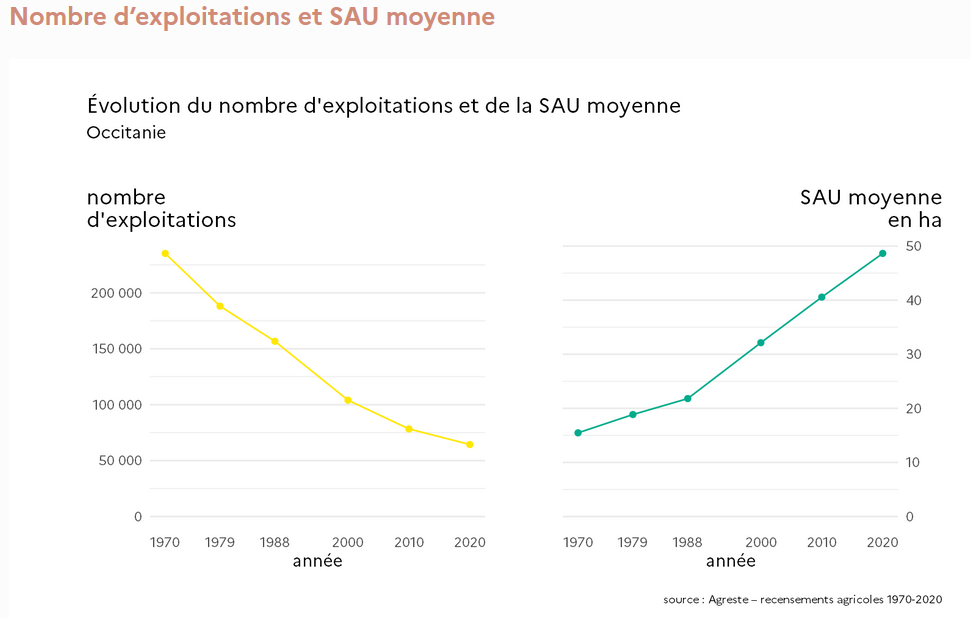 Nombre d’exploitations et SAU moyenne
Évolution du nombre d'exploitations et de la SAU moyenne
Occitanie
nombre
d'exploitations
200 000
150 000
100 000
50 000
0
1970 1979 1988 2000 2010 2020
année
SAU moyenne
en ha
50
40
30
20
10
0
1970 1979 1988 2000 2010 2020
année
source : Agreste – recensements agricoles 1970-2020